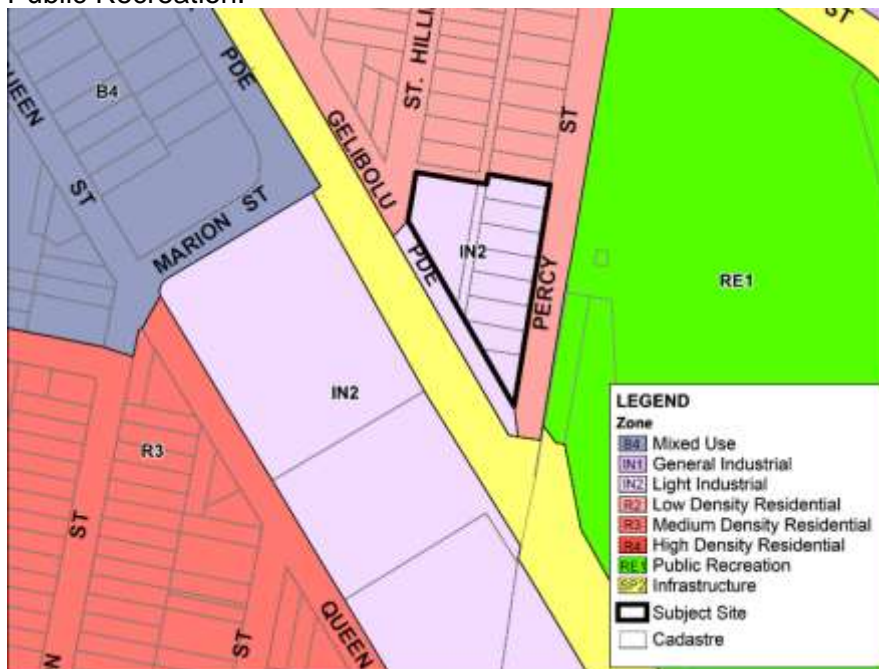 Public Recreation.
ST
PDE
QUEEN
ST
B4
MARION ST
GELIBOLU
PDE
ST. HILLI
ST
PERCY
IN2
RE1
IN2
R3
ST
ST
QUEEN
N
LEGEND
Zone
B4 Mixed Use
IN1 General Industrial
IN2 Light Industrial
R2 Low Density Residential
R3 Medium Density Residential
R4 High Density Residential
RE1 Public Recreation
SP2 Infrastructure
Subject Site
Cadastre